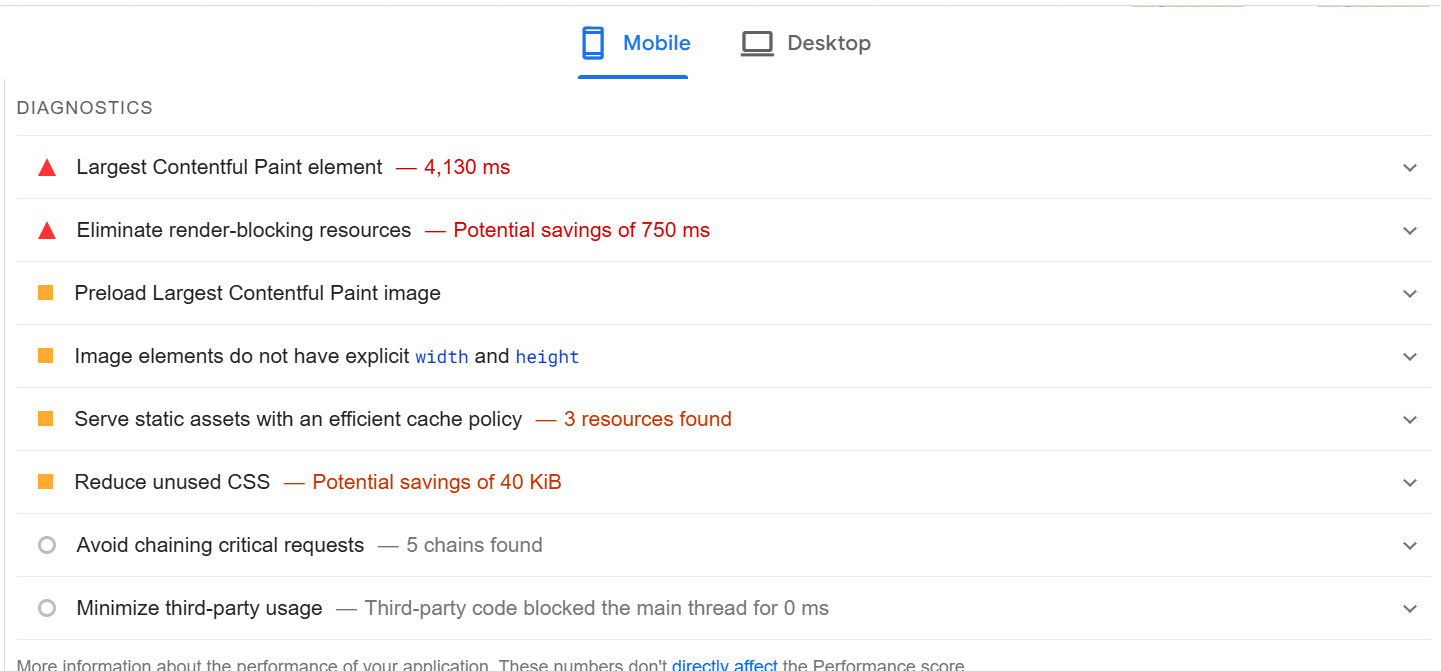 Mobile Desktop
DIAGNOSTICS
Largest Contentful Paint element — 4,130 ms
Eliminate render-blocking resources — Potential savings of 750 ms
Preload Largest Contentful Paint image
Image elements do not have explicit width and height
Serve static assets with an efficient cache policy — 3 resources found
Reduce unused CSS — Potential savings of 40 KiB
Avoid chaining critical requests — 5 chains found
Minimize third-party usage — Third-party code blocked the main thread for 0 ms
More information about the performance of your application. These numbers don't directly affect the Performance score.